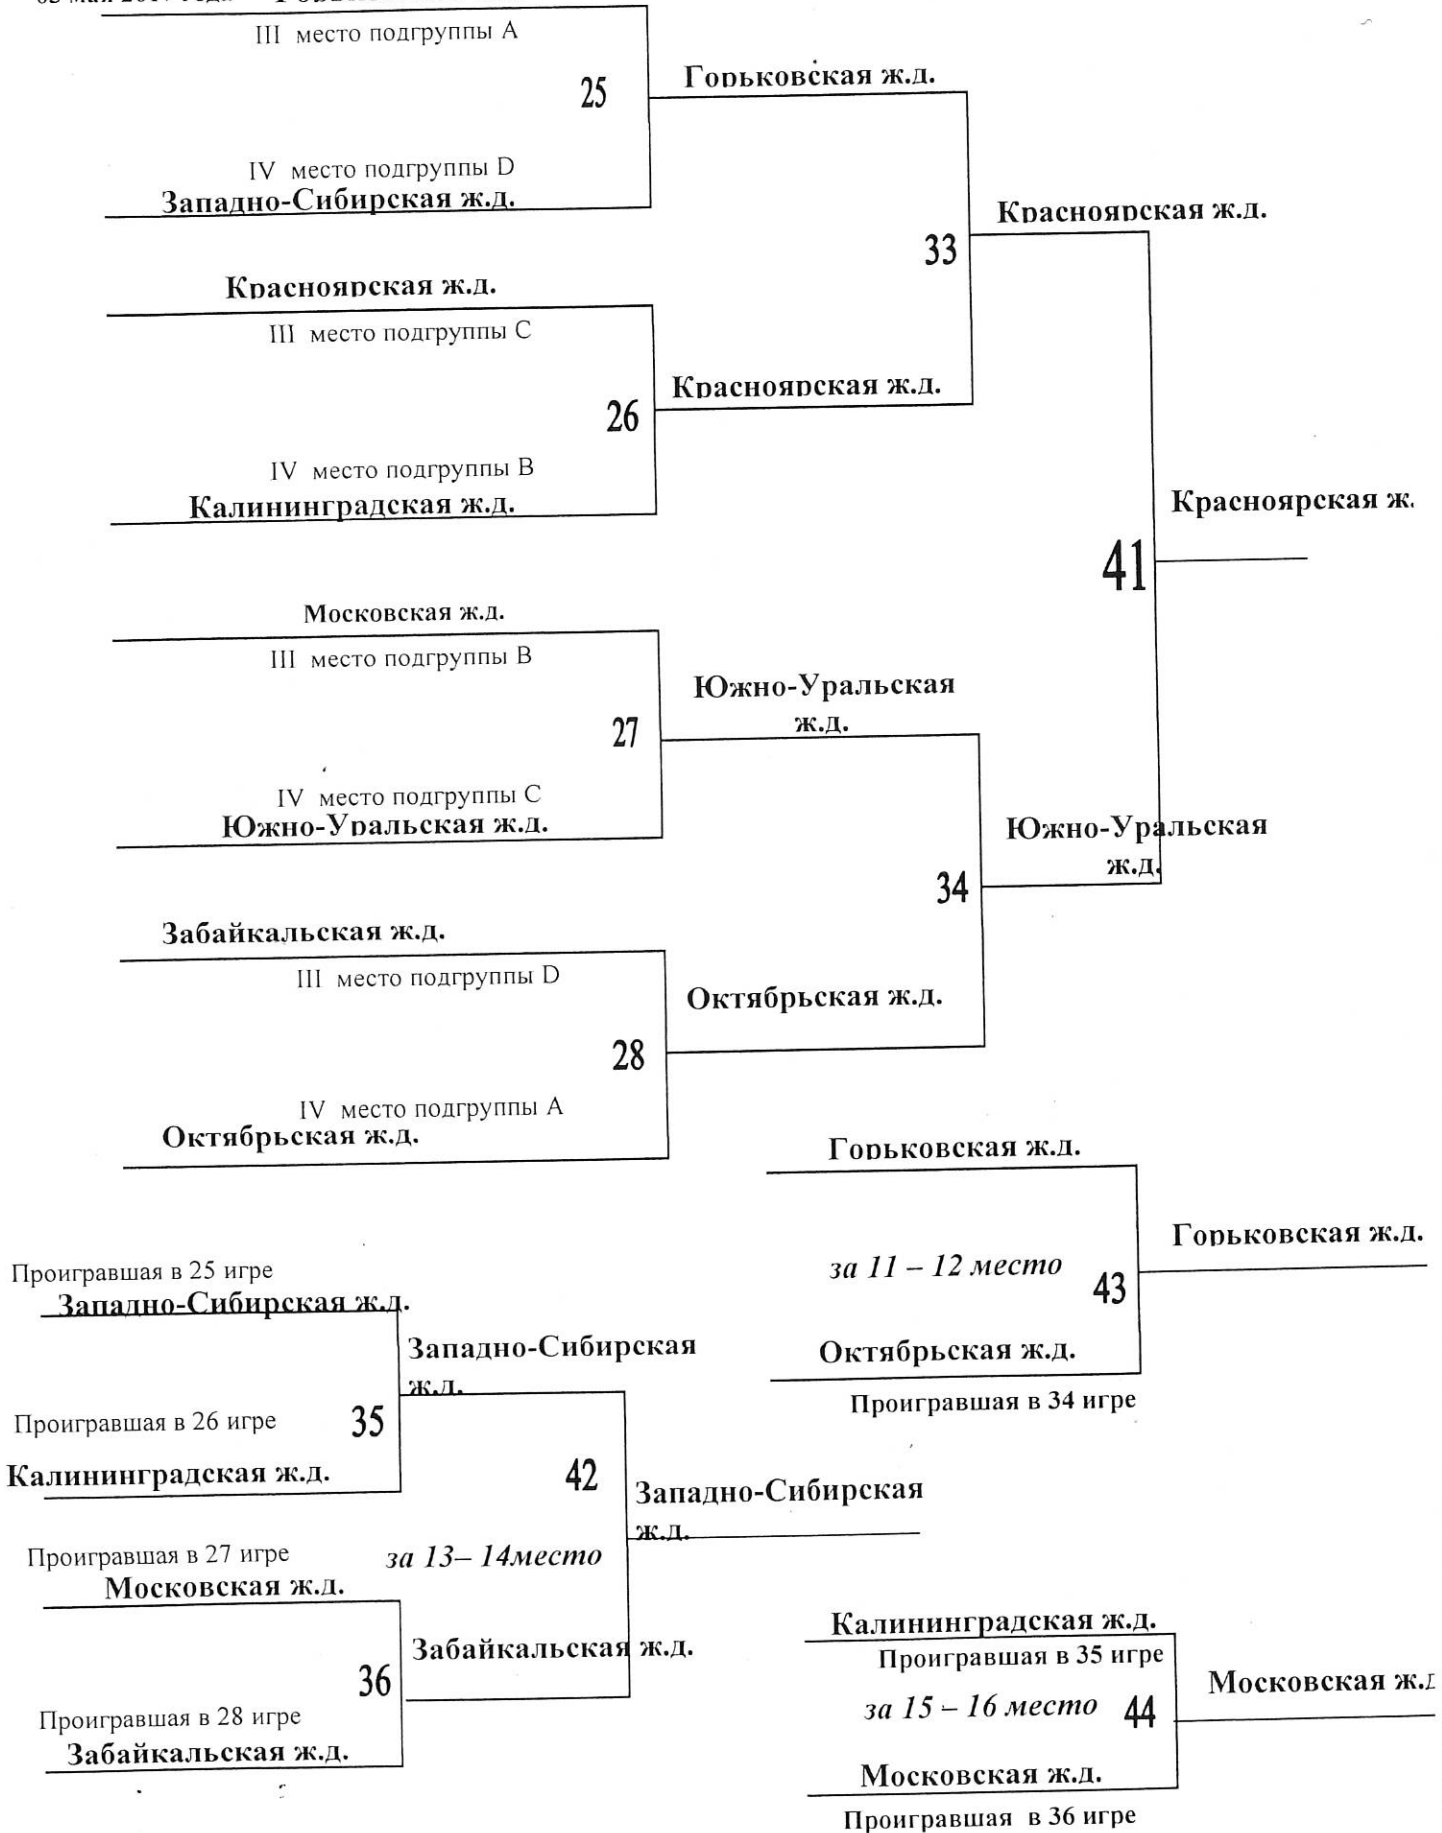 III место подгруппы А
25
Горьковская ж.д.
IV место подгруппы D
Западно-Сибирская ж.д.
Красноярская ж.д.
33
Красноярская ж.д.
III место подгруппы С
Красноярская ж.д.
26
IV место подгруппы В
Калининградская ж.д.
Красноярская ж.
41
Московская ж.д.
III место подгруппы В
Южно-Уральская
ж.д.
27
IV место подгруппы С
Южно-Уральская ж.д.
Южно-Уральская
ж.д.
34
Забайкальская ж.д.
III место подгруппы D
Октябрьская ж.д.
28
IV место подгруппы А
Октябрьская ж.д.
Горьковская ж.д.
Горьковская ж.д.
за 11 – 12 место
43
Октябрьская ж.д.
Проигравшая в 34 игре
Проигравшая в 25 игре
Западно-Сибирская ж.д.
Западно-Сибирская
ж.д.
Проигравшая в 26 игре
35
Калининградская ж.д.
42
Западно-Сибирская
ж.д.
Проигравшая в 27 игре
за 13– 14место
Московская ж.д.
Забайкальская ж.д.
36
Проигравшая в 28 игре
Забайкальская ж.д.
Калининградская ж.д.
Проигравшая в 35 игре
Московская ж.д
за 15 – 16 место
44
Московская ж.д.
Проигравшая в 36 игре